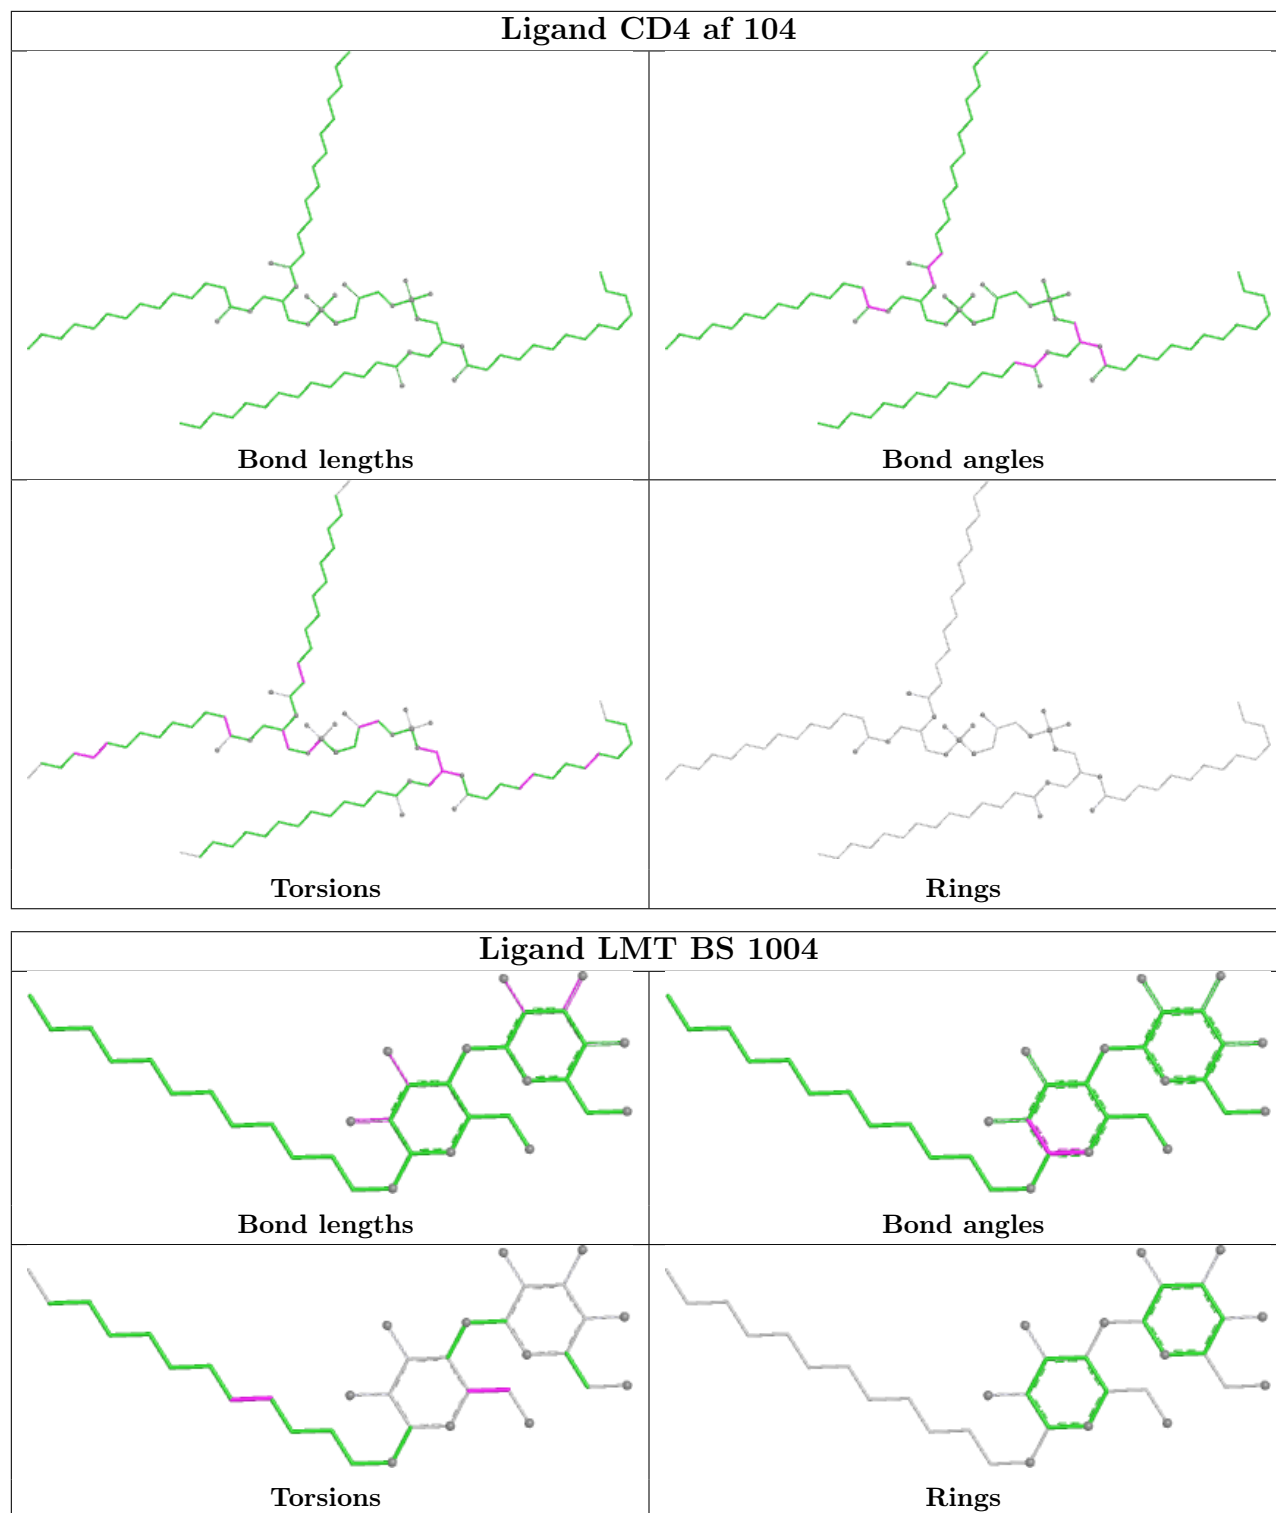 Ligand CD4 af 104
Bond lengths
Bond angles
Torsions
Rings
Ligand LMT BS 1004
Bond lengths
Bond angles
Torsions
Rings